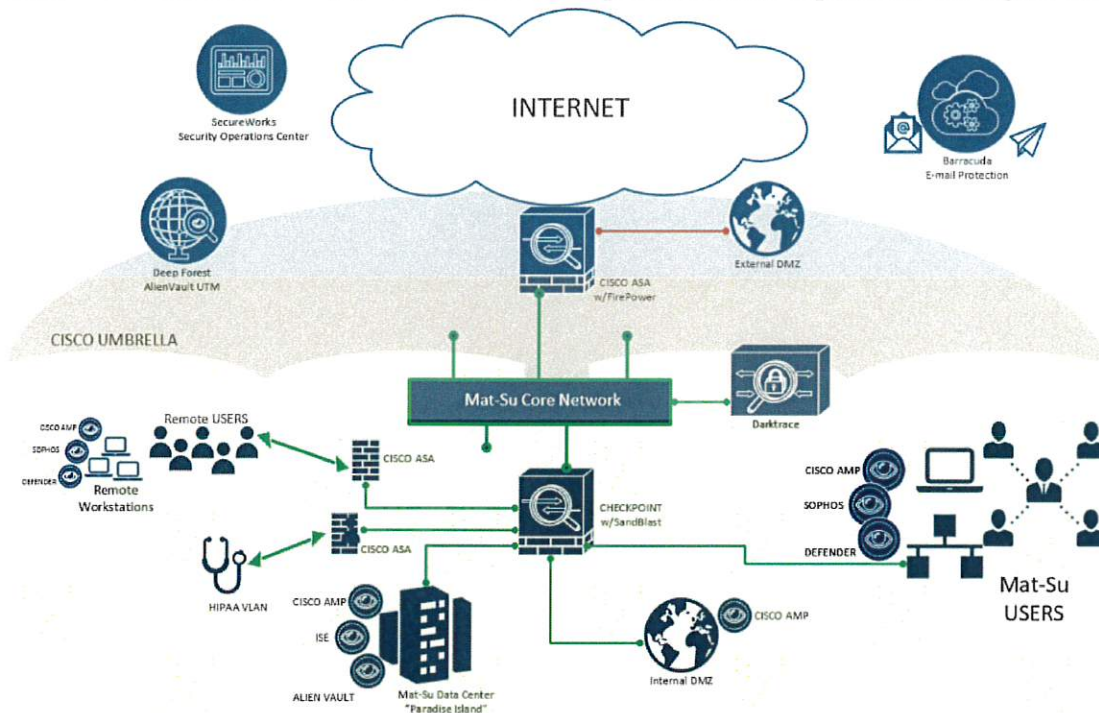 INTERNET
SecureWorks
Security Operations Center
Barracuda
E-mail Protection
Deep Forest
AlienVault UTM
CISCO ASA
w/FirePower
External DMZ
CISCO UMBRELLA
Mat-Su Core Network
Darktrace
Remote USERS
CISCO AMP
SOPHOS
DEFENDER
Remote
Workstations
CISCO ASA
CHECKPOINT
w/SandBlast
CISCO AMP
SOPHOS
DEFENDER
CISCO ASA
HIPAA VLAN
Mat-Su
USERS
CISCO AMP
ISE
ALIEN VAULT
Mat-Su Data Center
"Paradise Island"
CISCO AMP
Internal DMZ